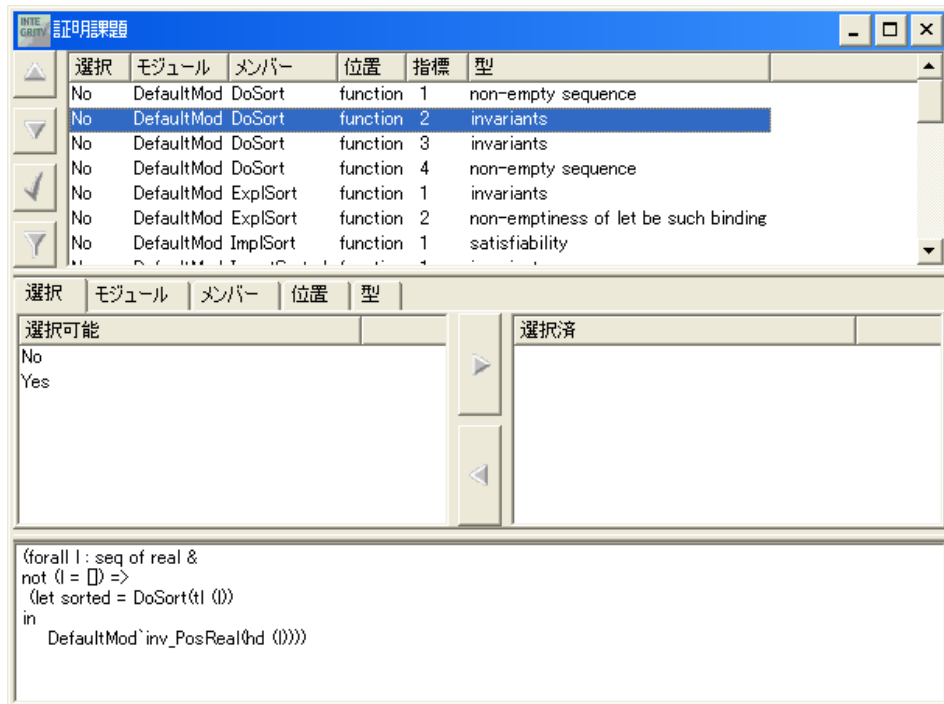 INTE
GRITY 証明課題
選択 モジュール メンバー 位置 指標 型
No DefaultMod DoSort function 1 non-empty sequence
No DefaultMod DoSort function 2 invariants
No DefaultMod DoSort function 3 invariants
No DefaultMod DoSort function 4 non-empty sequence
No DefaultMod ExplSort function 1 invariants
No DefaultMod ExplSort function 2 non-emptiness of let be such binding
No DefaultMod ImplSort function 1 satisfiability
選択 モジュール メンバー 位置 型
選択可能
選択済
No
Yes
(forall l : seq of real &
not (l = []) =>
(let sorted = DoSort(tl (l))
in
DefaultMod`inv_PosReal(hd (l))))